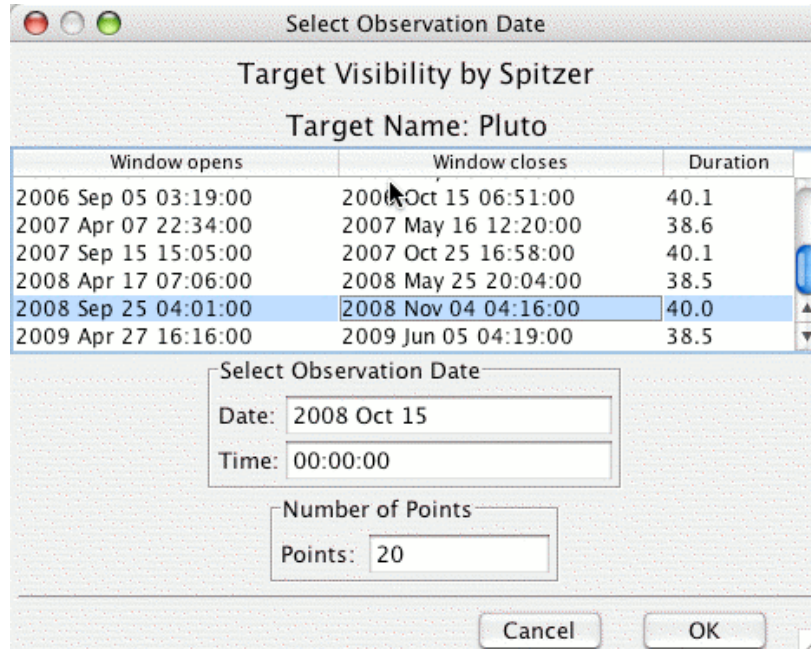 Select Observation Date
Target Visibility by Spitzer
Target Name: Pluto
Window opens Window closes Duration
2006 Sep 05 03:19:00 2006 Oct 15 06:51:00 40.1
2007 Apr 07 22:34:00 2007 May 16 12:20:00 38.6
2007 Sep 15 15:05:00 2007 Oct 25 16:58:00 40.1
2008 Apr 17 07:06:00 2008 May 25 20:04:00 38.5
2008 Sep 25 04:01:00 2008 Nov 04 04:16:00 40.0
2009 Apr 27 16:16:00 2009 Jun 05 04:19:00 38.5
Select Observation Date
Date: 2008 Oct 15
Time: 00:00:00
Number of Points
Points: 20
Cancel OK